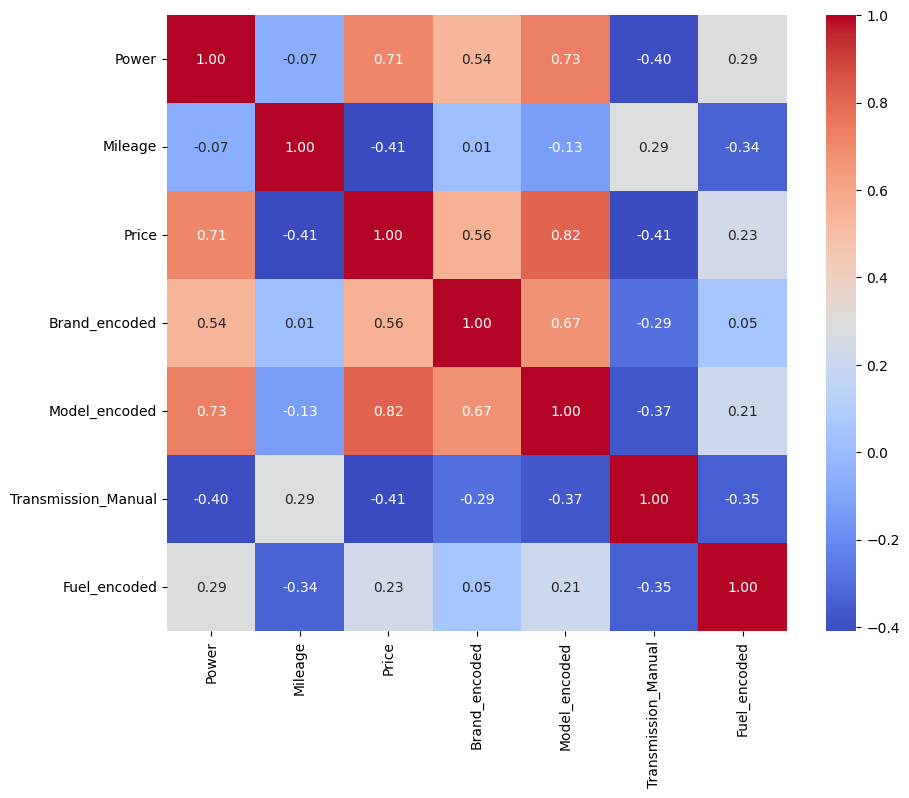 Power 1.00 -0.07 0.71 0.54 0.73 -0.40 0.29
Mileage -0.07 1.00 -0.41 0.01 -0.13 0.29 -0.34
Price 0.71 -0.41 1.00 0.56 0.82 -0.41 0.23
Brand_encoded 0.54 0.01 0.56 1.00 0.67 -0.29 0.05
Model_encoded 0.73 -0.13 0.82 0.67 1.00 -0.37 0.21
Transmission_Manual -0.40 0.29 -0.41 -0.29 -0.37 1.00 -0.35
Fuel_encoded 0.29 -0.34 0.23 0.05 0.21 -0.35 1.00
Power
Mileage
Price
Brand_encoded
Model_encoded
Transmission_Manual
Fuel_encoded
1.0
0.8
0.6
0.4
0.2
0.0
−0.2
−0.4